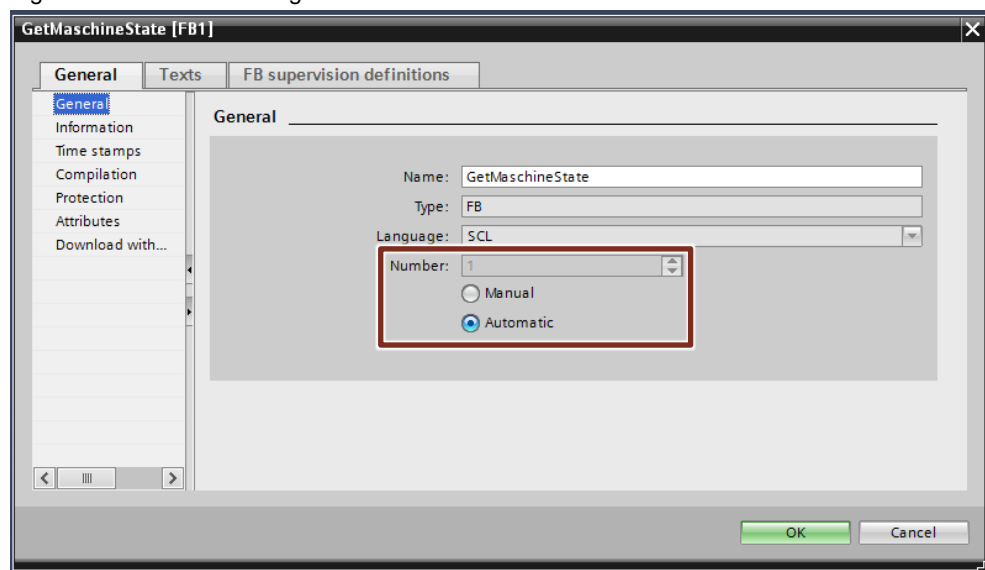 GetMaschineState [FB1]
General Texts FB supervision definitions
General
Information
Time stamps
Compilation
Protection
Attributes
Download with...
General
Name: GetMaschineState
Type: FB
Language: SCL
Number: 1
Manual
Automatic
OK Cancel